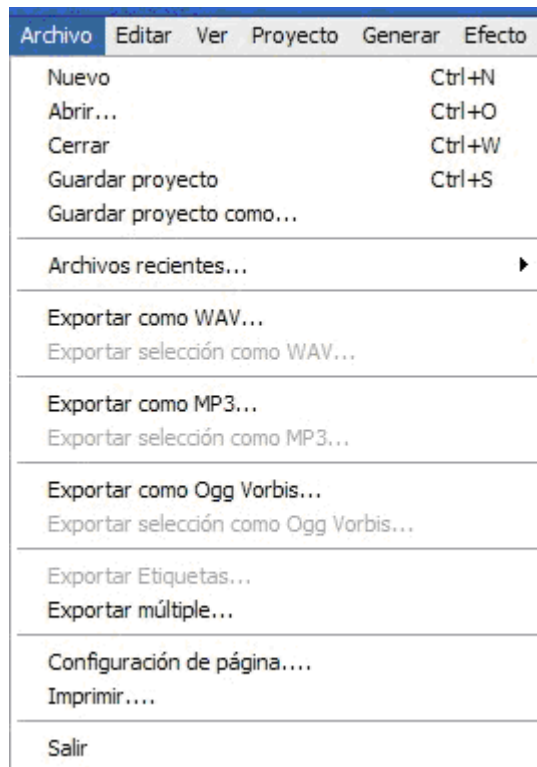 Archivo Editar Ver Proyecto Generar Efecto
Nuevo Ctrl+N
Abrir... Ctrl+O
Cerrar Ctrl+W
Guardar proyecto Ctrl+S
Guardar proyecto como...
Archivos recientes...
Exportar como WAV...
Exportar selección como WAV...
Exportar como MP3...
Exportar selección como MP3...
Exportar como Ogg Vorbis...
Exportar selección como Ogg Vorbis...
Exportar Etiquetas...
Exportar múltiple...
Configuración de página....
Imprimir....
Salir